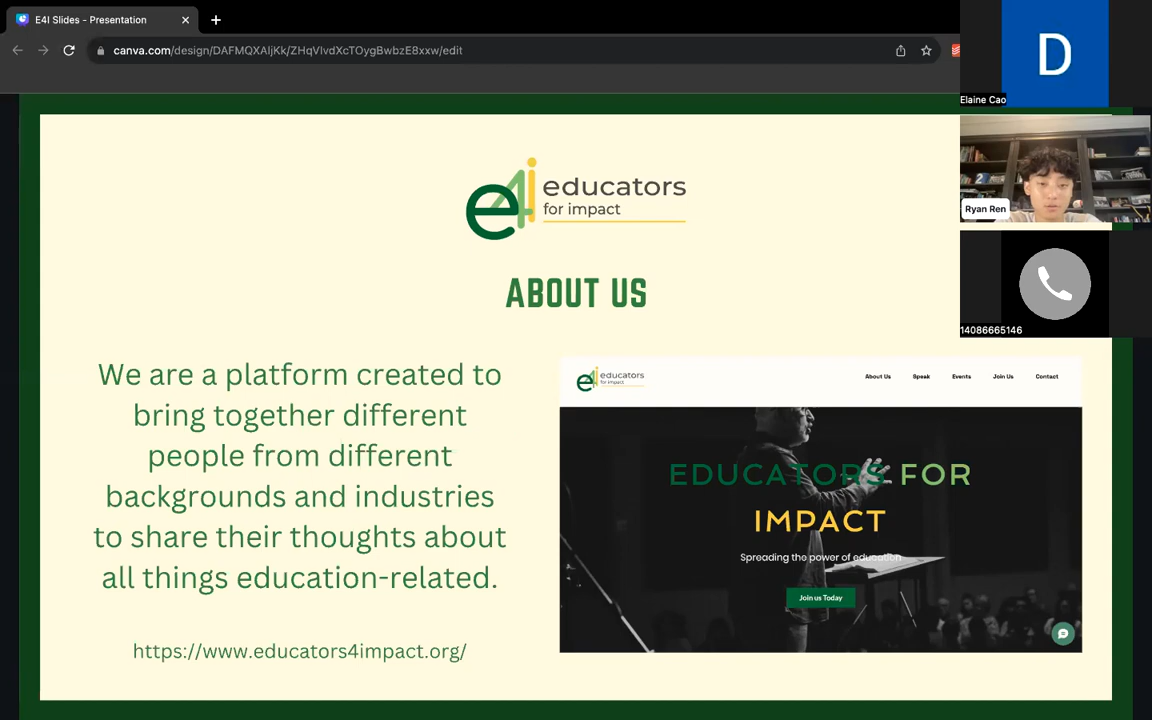 E4I Slides - Presentation
canva.com/design/DAFMQXAIjKk/ZHqVIvdXcTOygBwbzE8xxw/edit
D
Elaine Cao
Ryan Ren
14086665146
e4i educators
for impact
ABOUT US
We are a platform created to
bring together different
people from different
backgrounds and industries
to share their thoughts about
all things education-related.
https://www.educators4impact.org/
e4i educators
for impact
About Us Speak Events Join Us Contact
EDUCATORS FOR
IMPACT
Spreading the power of education
Join us Today